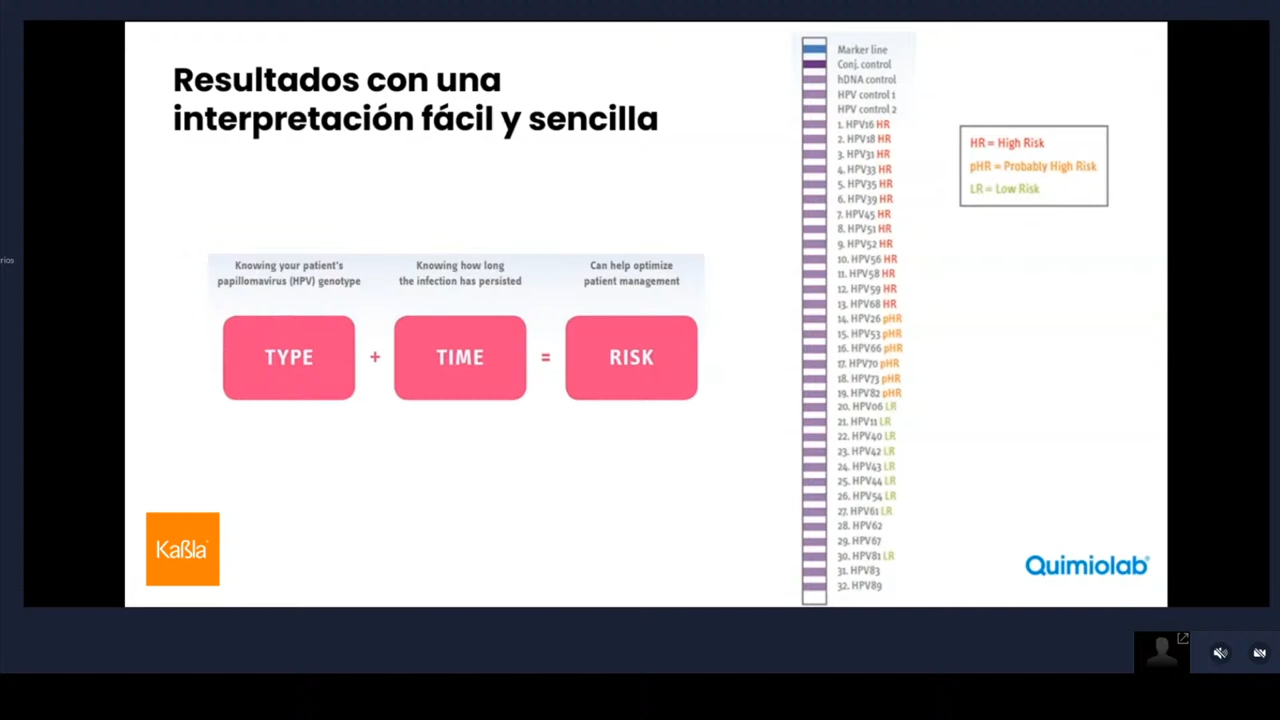 Resultados con una
interpretación fácil y sencilla
Knowing your patient's
papillomavirus (HPV) genotype
Knowing how long
the infection has persisted
Can help optimize
patient management
TYPE + TIME = RISK
Marker line
Conj. control
hDNA control
HPV control 1
HPV control 2
1. HPV16 HR
2. HPV18 HR
3. HPV31 HR
4. HPV33 HR
5. HPV35 HR
6. HPV39 HR
7. HPV45 HR
8. HPV51 HR
9. HPV52 HR
10. HPV56 HR
11. HPV58 HR
12. HPV59 HR
13. HPV68 HR
14. HPV26 pHR
15. HPV53 pHR
16. HPV66 pHR
17. HPV70 pHR
18. HPV73 pHR
19. HPV82 pHR
20. HPV06 LR
21. HPV11 LR
22. HPV40 LR
23. HPV42 LR
24. HPV43 LR
25. HPV44 LR
26. HPV54 LR
27. HPV61 LR
28. HPV62
29. HPV67
30. HPV81 LR
31. HPV83
32. HPV89
HR = High Risk
pHR = Probably High Risk
LR = Low Risk
rios
Kaßla
Quimiolab